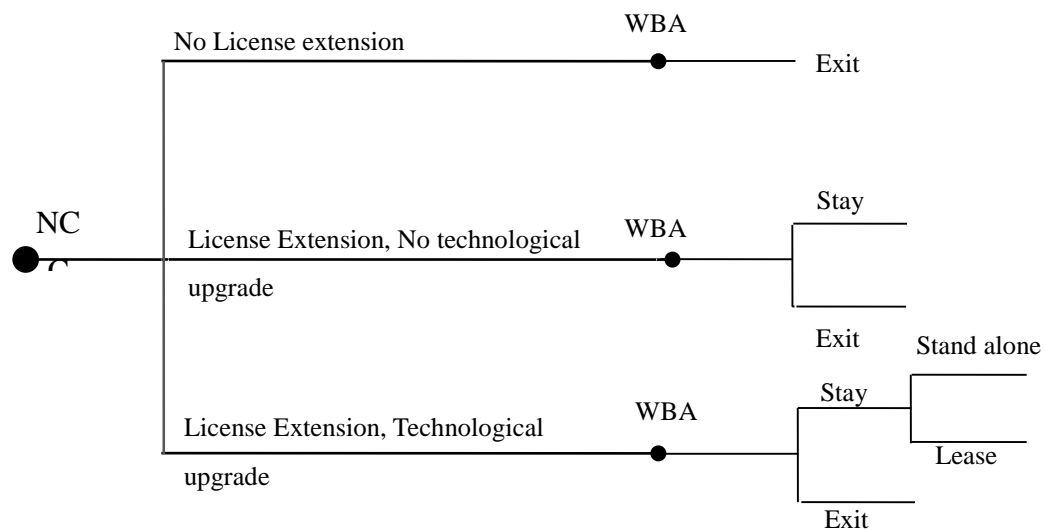 WBA
No License extension
Exit
NC
Stay
WBA
License Extension, No technological
upgrade
Exit
Stand alone
Stay
WBA
License Extension, Technological
upgrade
Lease
Exit